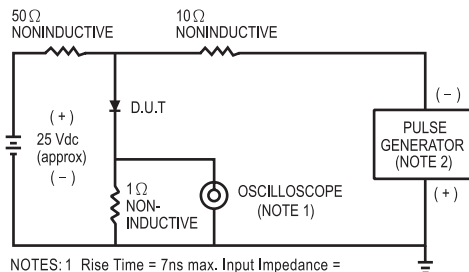 50Ω
NONINDUCTIVE
10Ω
NONINDUCTIVE
(+)
25 Vdc
(approx)
(−)
D.U.T
1Ω
NON-
INDUCTIVE
OSCILLOSCOPE
(NOTE 1)
(−)
PULSE
GENERATOR
(NOTE 2)
(+)
NOTES: 1 Rise Time = 7ns max. Input Impedance =